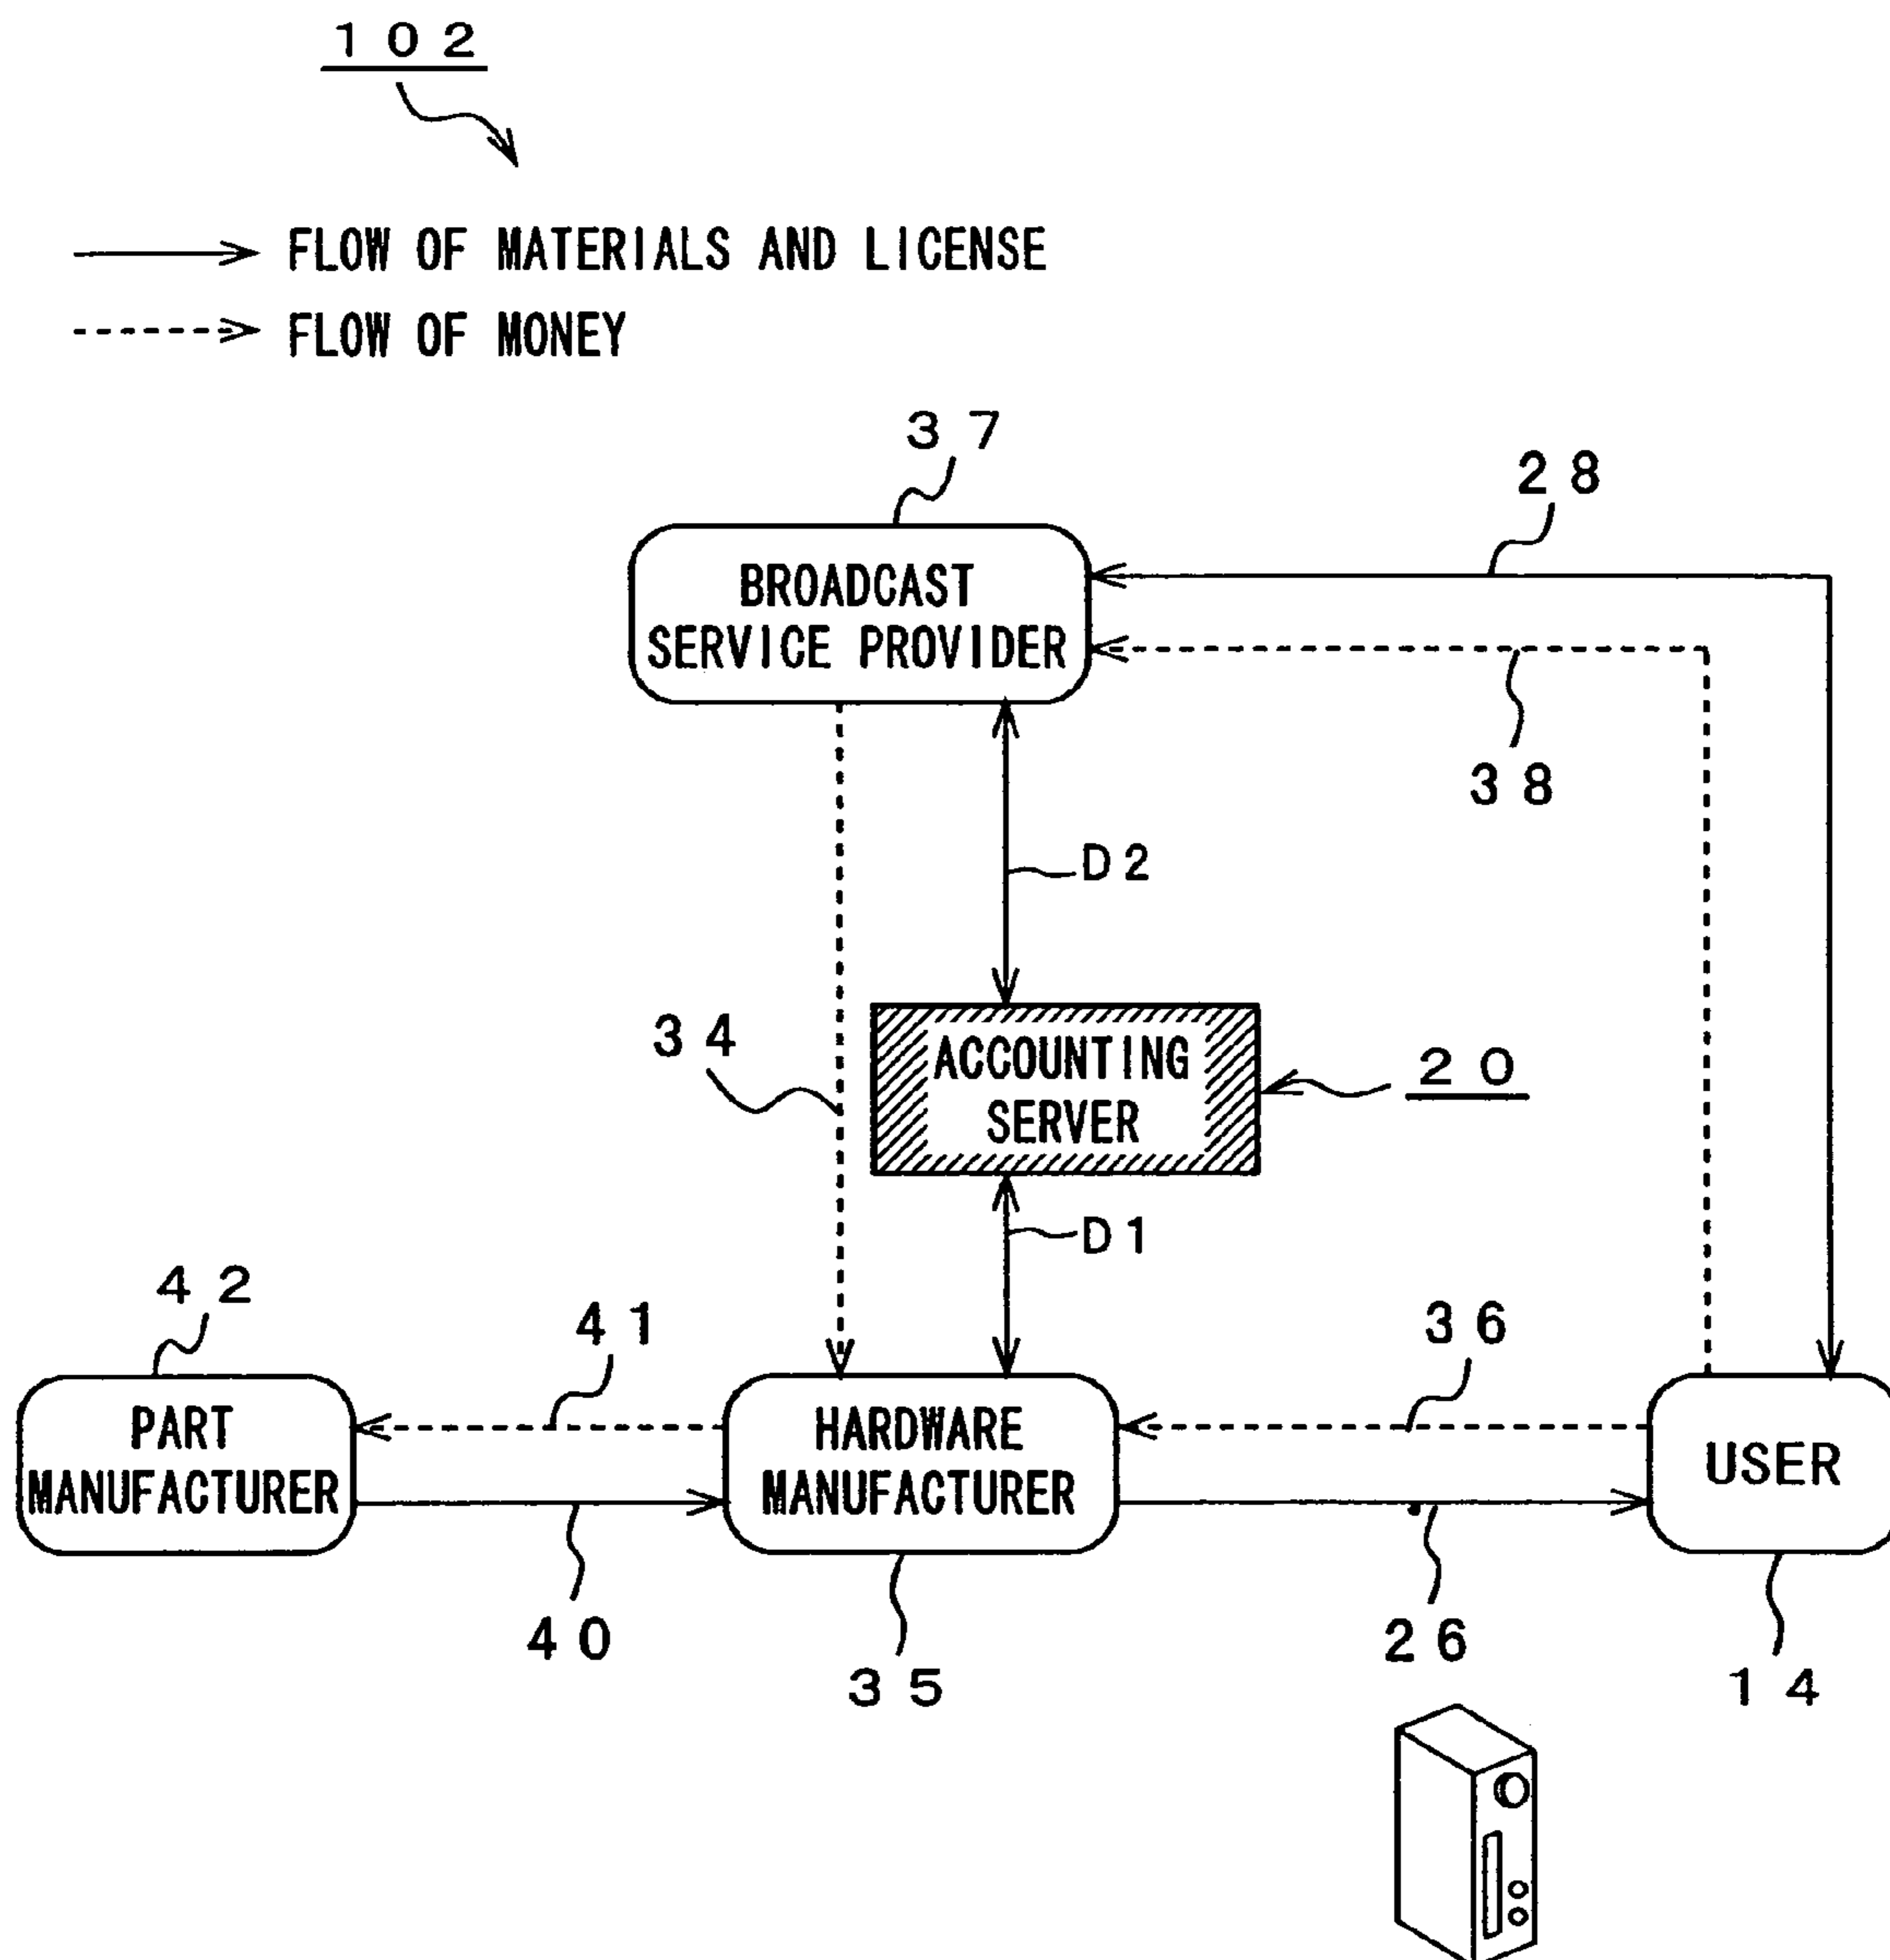 102
FLOW OF MATERIALS AND LICENSE
FLOW OF MONEY
37
28
BROADCAST
SERVICE PROVIDER
38
D2
34
ACCOUNTING
SERVER
20
D1
42
41
36
PART
MANUFACTURER
HARDWARE
MANUFACTURER
USER
40
35
26
14